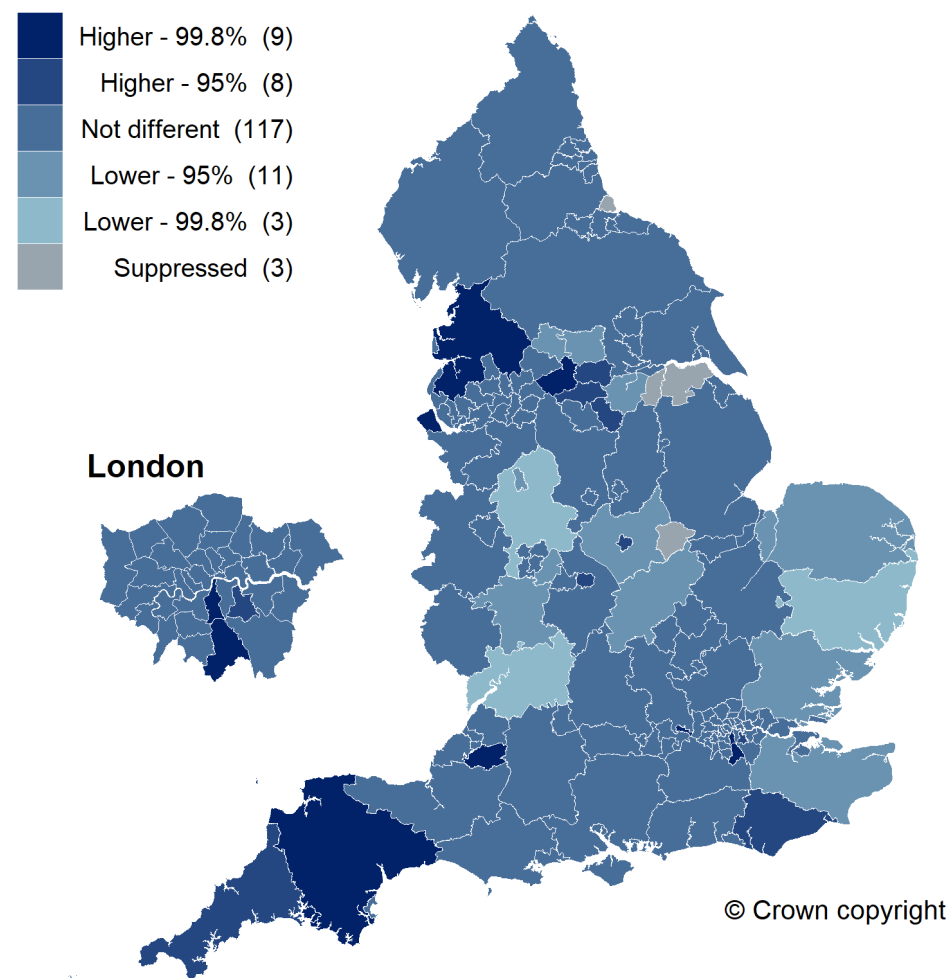 Higher - 99.8% (9)
Higher - 95% (8)
Not different (117)
Lower - 95% (11)
Lower - 99.8% (3)
Suppressed (3)
London
© Crown copyright